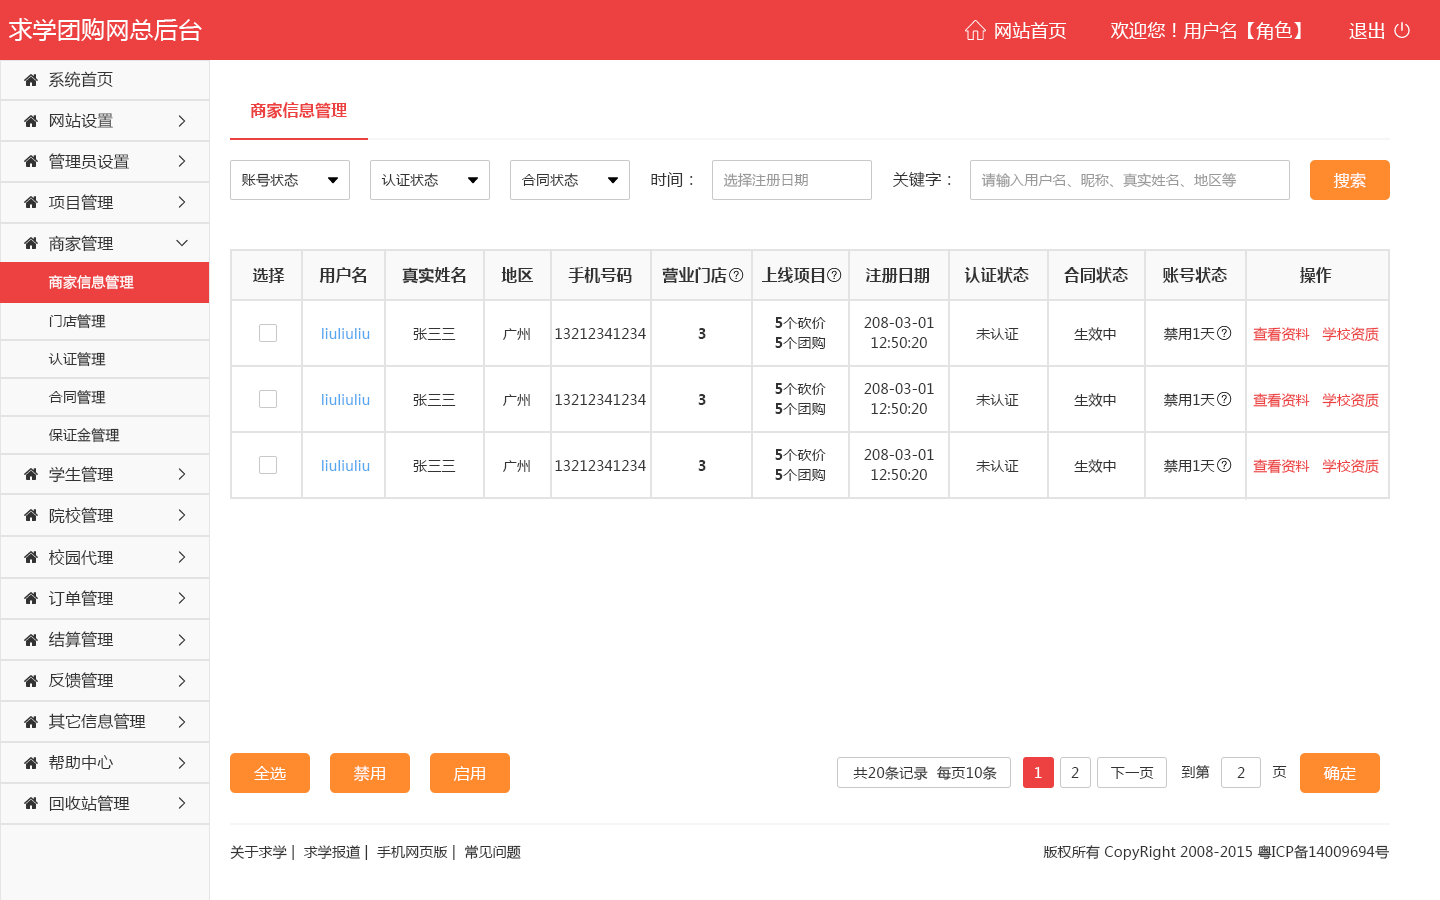 求学团购网总后台
网站首页 欢迎您！用户名【角色】 退出
系统首页
网站设置
管理员设置
项目管理
商家管理
商家信息管理
门店管理
认证管理
合同管理
保证金管理
学生管理
院校管理
校园代理
订单管理
结算管理
反馈管理
其它信息管理
帮助中心
回收站管理
商家信息管理
账号状态 认证状态 合同状态 时间： 选择注册日期 关键字： 请输入用户名、昵称、真实姓名、地区等 搜索
选择 用户名 真实姓名 地区 手机号码 营业门店? 上线项目? 注册日期 认证状态 合同状态 账号状态 操作
liuliuliu 张三三 广州 13212341234 3 5个砍价 208-03-01 未认证 生效中 禁用1天? 查看资料 学校资质
5个团购 12:50:20
liuliuliu 张三三 广州 13212341234 3 5个砍价 208-03-01 未认证 生效中 禁用1天? 查看资料 学校资质
5个团购 12:50:20
liuliuliu 张三三 广州 13212341234 3 5个砍价 208-03-01 未认证 生效中 禁用1天? 查看资料 学校资质
5个团购 12:50:20
全选 禁用 启用 共20条记录 每页10条 1 2 下一页 到第 2 页 确定
关于求学 | 求学报道 | 手机网页版 | 常见问题 版权所有 CopyRight 2008-2015 粤ICP备14009694号